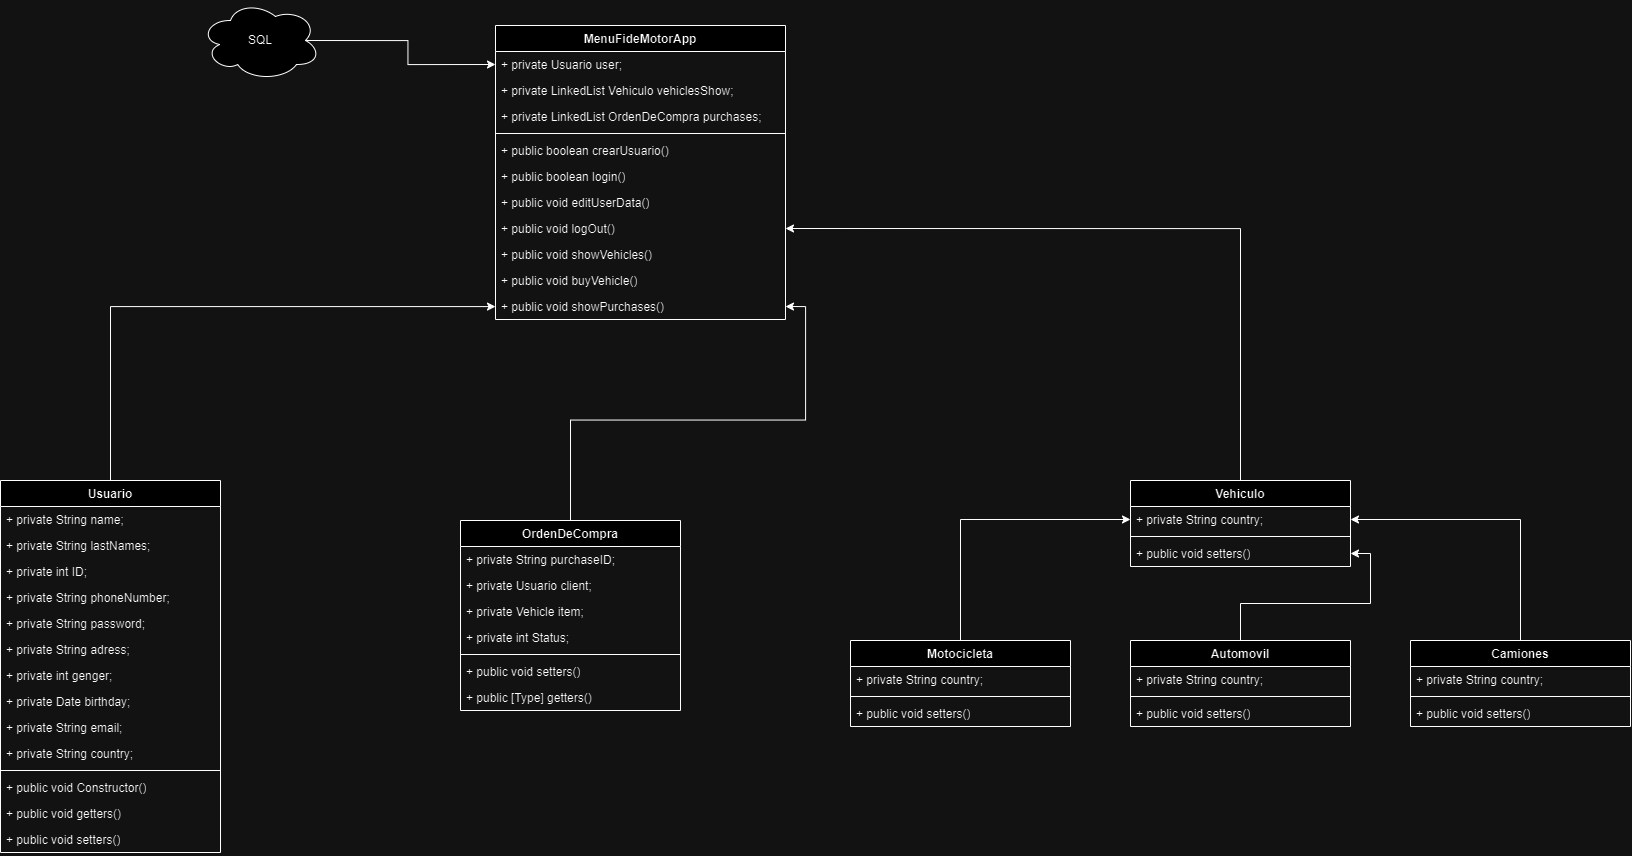 SQL
MenuFideMotorApp
+ private Usuario user;
+ private LinkedList Vehiculo vehiclesShow;
+ private LinkedList OrdenDeCompra purchases;
+ public boolean crearUsuario()
+ public boolean login()
+ public void editUserData()
+ public void logOut()
+ public void showVehicles()
+ public void buyVehicle()
+ public void showPurchases()
Usuario
+ private String name;
+ private String lastNames;
+ private int ID;
+ private String phoneNumber;
+ private String password;
+ private String adress;
+ private int genger;
+ private Date birthday;
+ private String email;
+ private String country;
+ public void Constructor()
+ public void getters()
+ public void setters()
OrdenDeCompra
+ private String purchaseID;
+ private Usuario client;
+ private Vehicle item;
+ private int Status;
+ public void setters()
+ public [Type] getters()
Vehiculo
+ private String country;
+ public void setters()
Motocicleta
+ private String country;
+ public void setters()
Automovil
+ private String country;
+ public void setters()
Camiones
+ private String country;
+ public void setters()